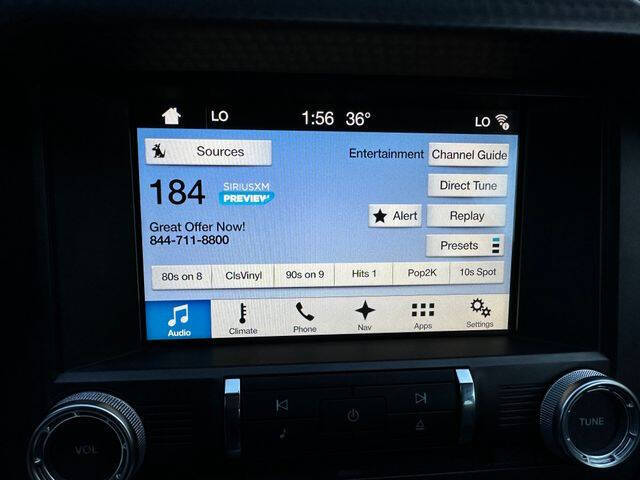 LO 1:56 36° LO
Sources Entertainment Channel Guide
184 SIRIUSXM
PREVIEW
Direct Tune
Great Offer Now!
844-711-8800
Alert Replay
Presets
80s on 8 ClsVinyl 90s on 9 Hits 1 Pop2K 10s Spot
Audio Climate Phone Nav Apps Settings
VOL TUNE